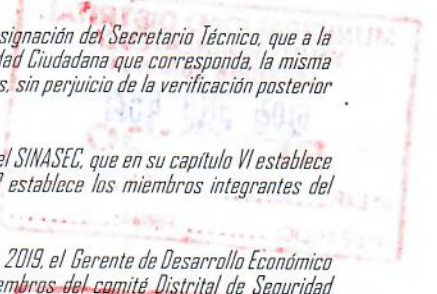 signación del Secretario Técnico, que a la
dad Ciudadana que corresponda, la misma
s, sin perjuicio de la verificación posterior
el SINASEC, que en su capítulo VI establece
establece los miembros integrantes del
2019, el Gerente de Desarrollo Económico
embros del comité Distrital de Seguridad